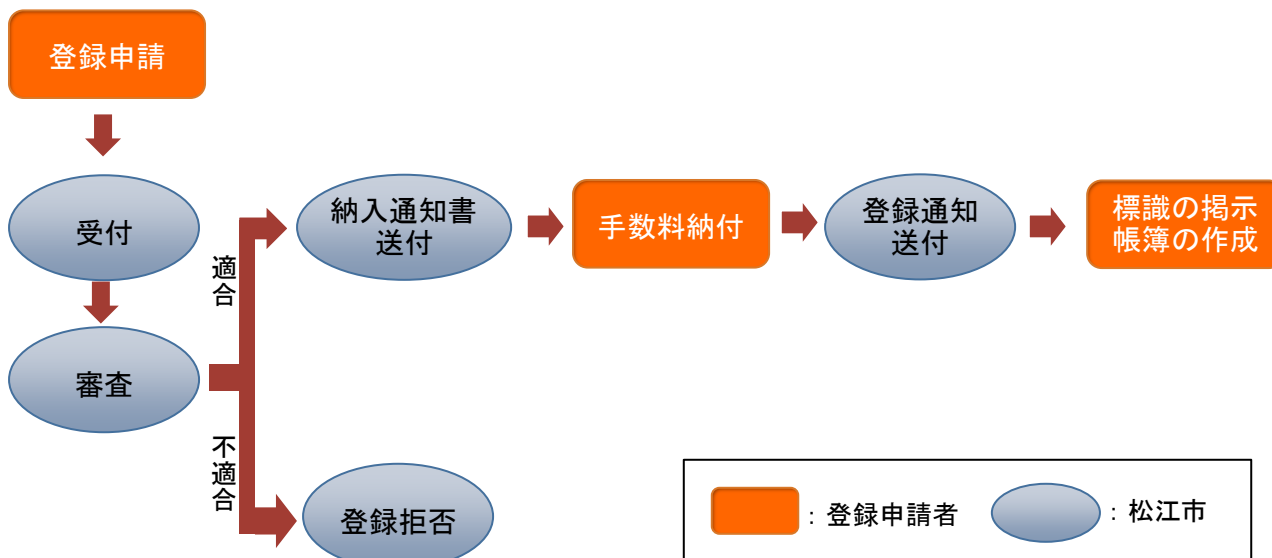 登録申請
受付
審査
適合
不適合
納入通知書
送付
手数料納付
登録通知
送付
標識の掲示
帳簿の作成
登録拒否
：登録申請者
：松江市